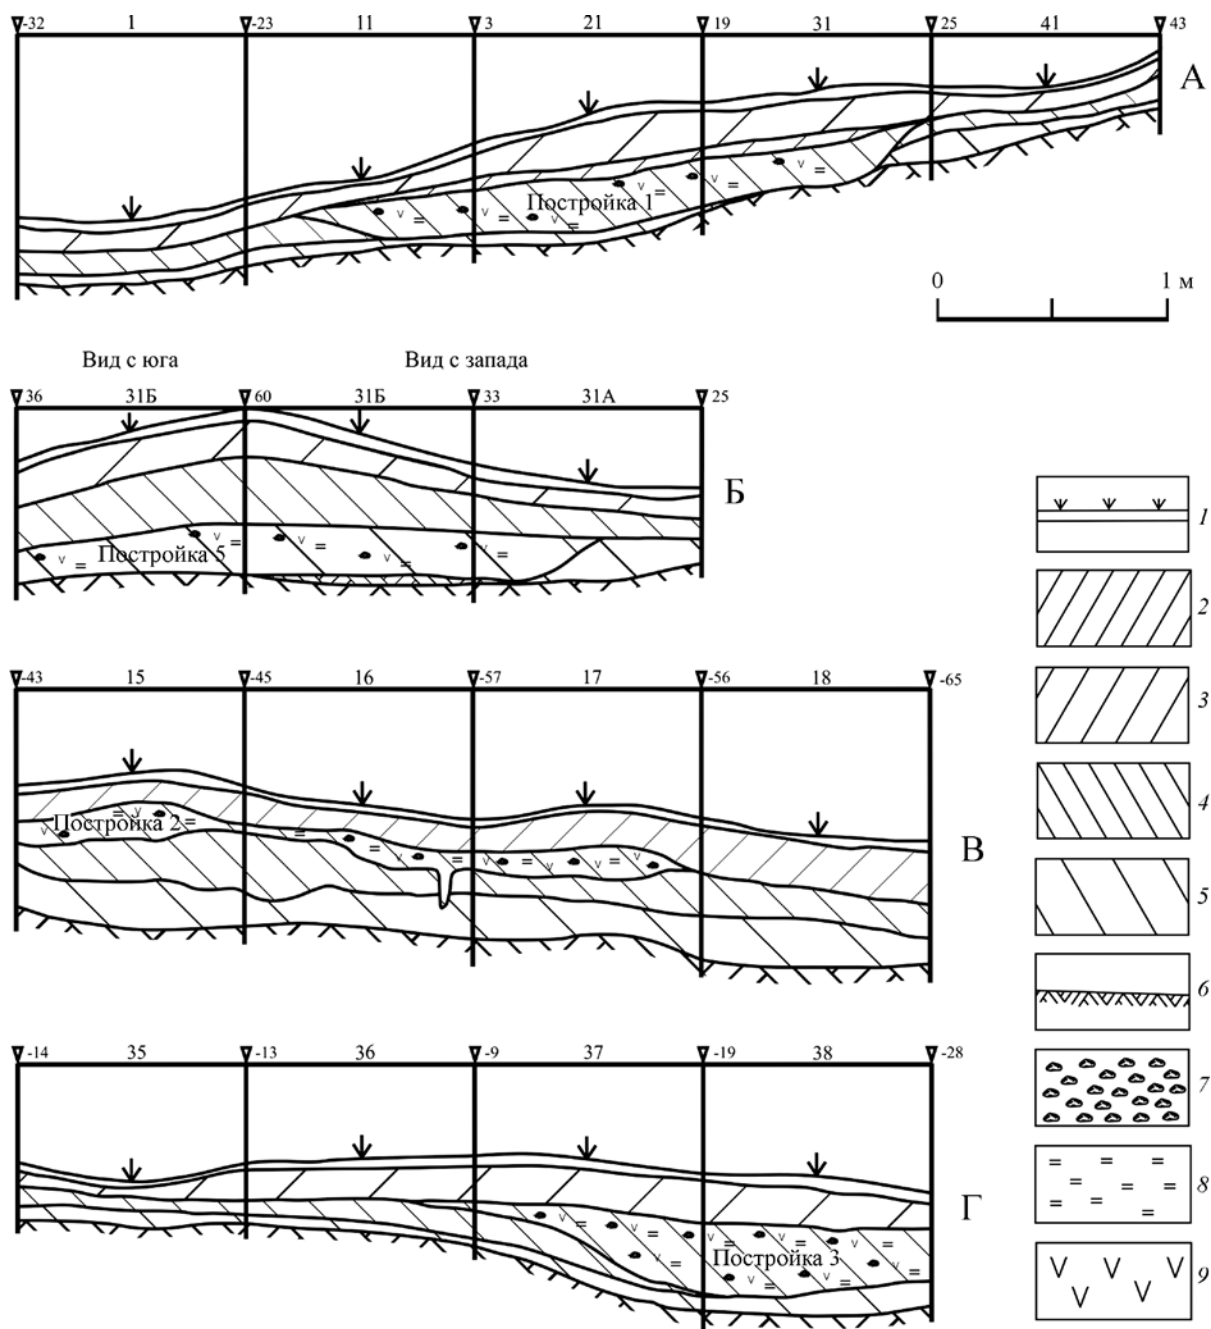 -32 1 -23 11 3 21 19 31 25 41 43
А
Постройка 1
0 1 м
Вид с юга Вид с запада
36 31Б 60 31Б 33 31А 25
Б
Постройка 5
1
2
3
4
5
6
7
8
9
-43 15 -45 16 -57 17 -56 18 -65
Постройка 2
В
-14 35 -13 36 -9 37 -19 38 -28
Г
Постройка 3